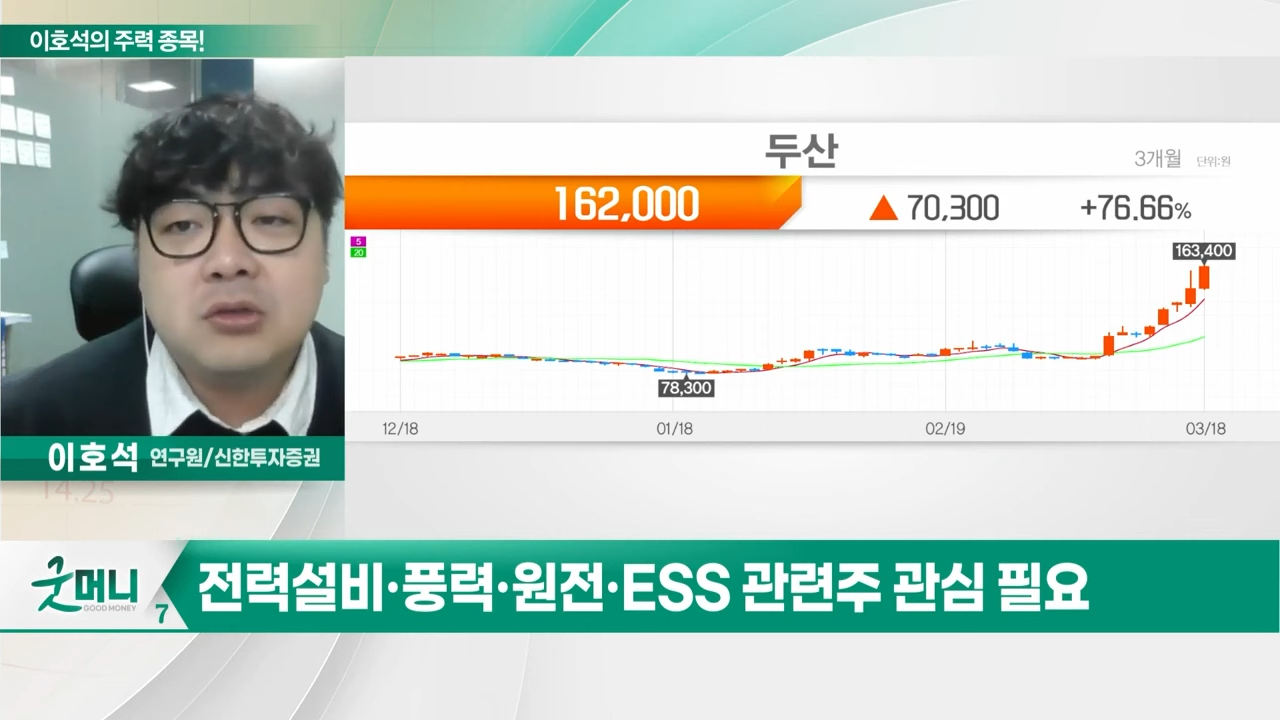 이호석의 주력 종목!
두산
3개월 단위:원
162,000 ▲ 70,300 +76.66%
5
20
163,400
78,300
12/18 01/18 02/19 03/18
이호석 연구원/신한투자증권
14.25
굿머니
GOOD MONEY
7
전력설비·풍력·원전·ESS 관련주 관심 필요